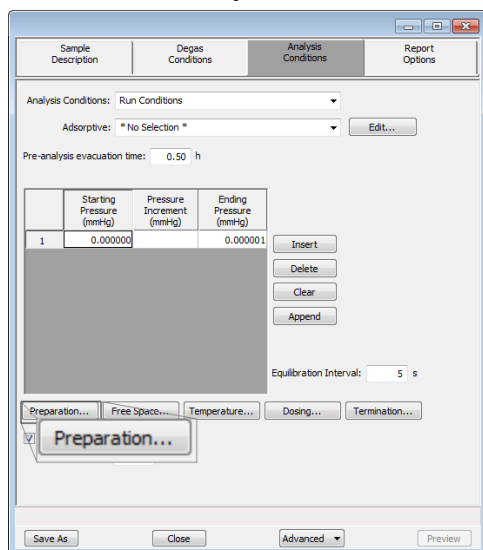 Sample Description
Degas Conditions
Analysis Conditions
Report Options
Analysis Conditions: Run Conditions
Adsorptive: * No Selection * Edit...
Pre-analysis evacuation time: 0.50 h
Starting Pressure (mmHg)
Pressure Increment (mmHg)
Ending Pressure (mmHg)
1 0.000000 0.000001
Insert
Delete
Clear
Append
Equilibration Interval: 5 s
Preparation... Free Space... Temperature... Dosing... Termination...
Preparation...
Save As Close Advanced Preview